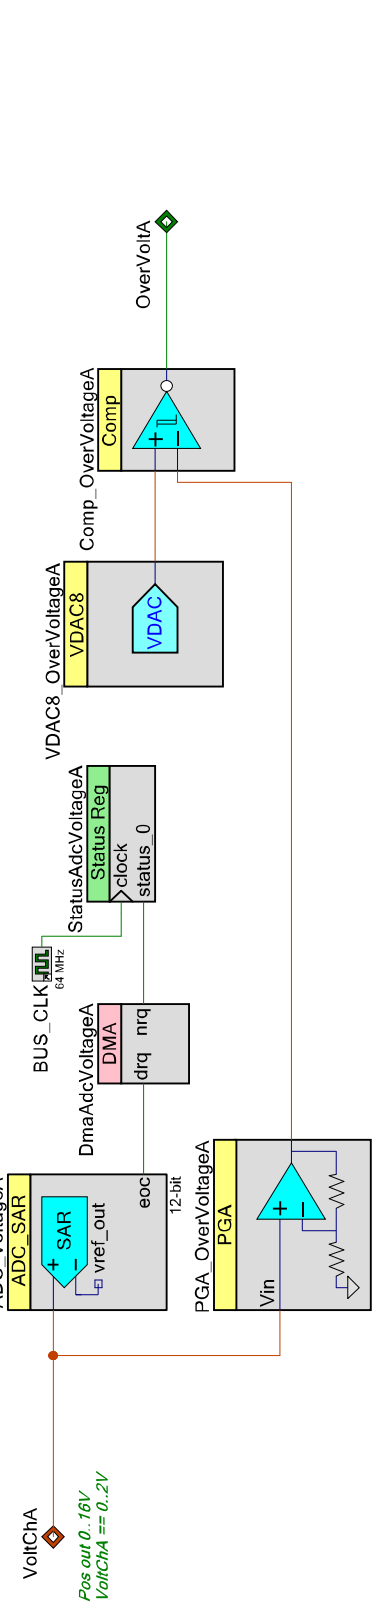 VoltChA
Pos out 0..16V
VoltChA == 0..2V
ADC_SAR
SAR
+
-
vref_out
eoc
12-bit
PGA_OverVoltageA
PGA
Vin
+
-
DmaAdcVoltageA
DMA
drq nrq
BUS_CLK
64 MHz
StatusAdcVoltageA
Status Reg
clock
status_0
VDAC8_OverVoltageA
VDAC8
VDAC
Comp_OverVoltageA
Comp
+
-
OverVoltA